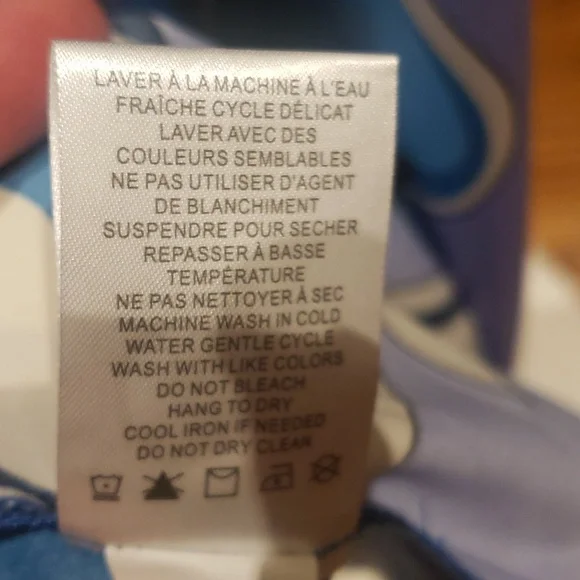 LAVER À LA MACHINE À L'EAU
FRAÎCHE CYCLE DÉLICAT
LAVER AVEC DES
COULEURS SEMBLABLES
NE PAS UTILISER D'AGENT
DE BLANCHIMENT
SUSPENDRE POUR SECHER
REPASSER À BASSE
TEMPÉRATURE
NE PAS NETTOYER À SEC
MACHINE WASH IN COLD
WATER GENTLE CYCLE
WASH WITH LIKE COLORS
DO NOT BLEACH
HANG TO DRY
COOL IRON IF NEEDED
DO NOT DRY CLEAR